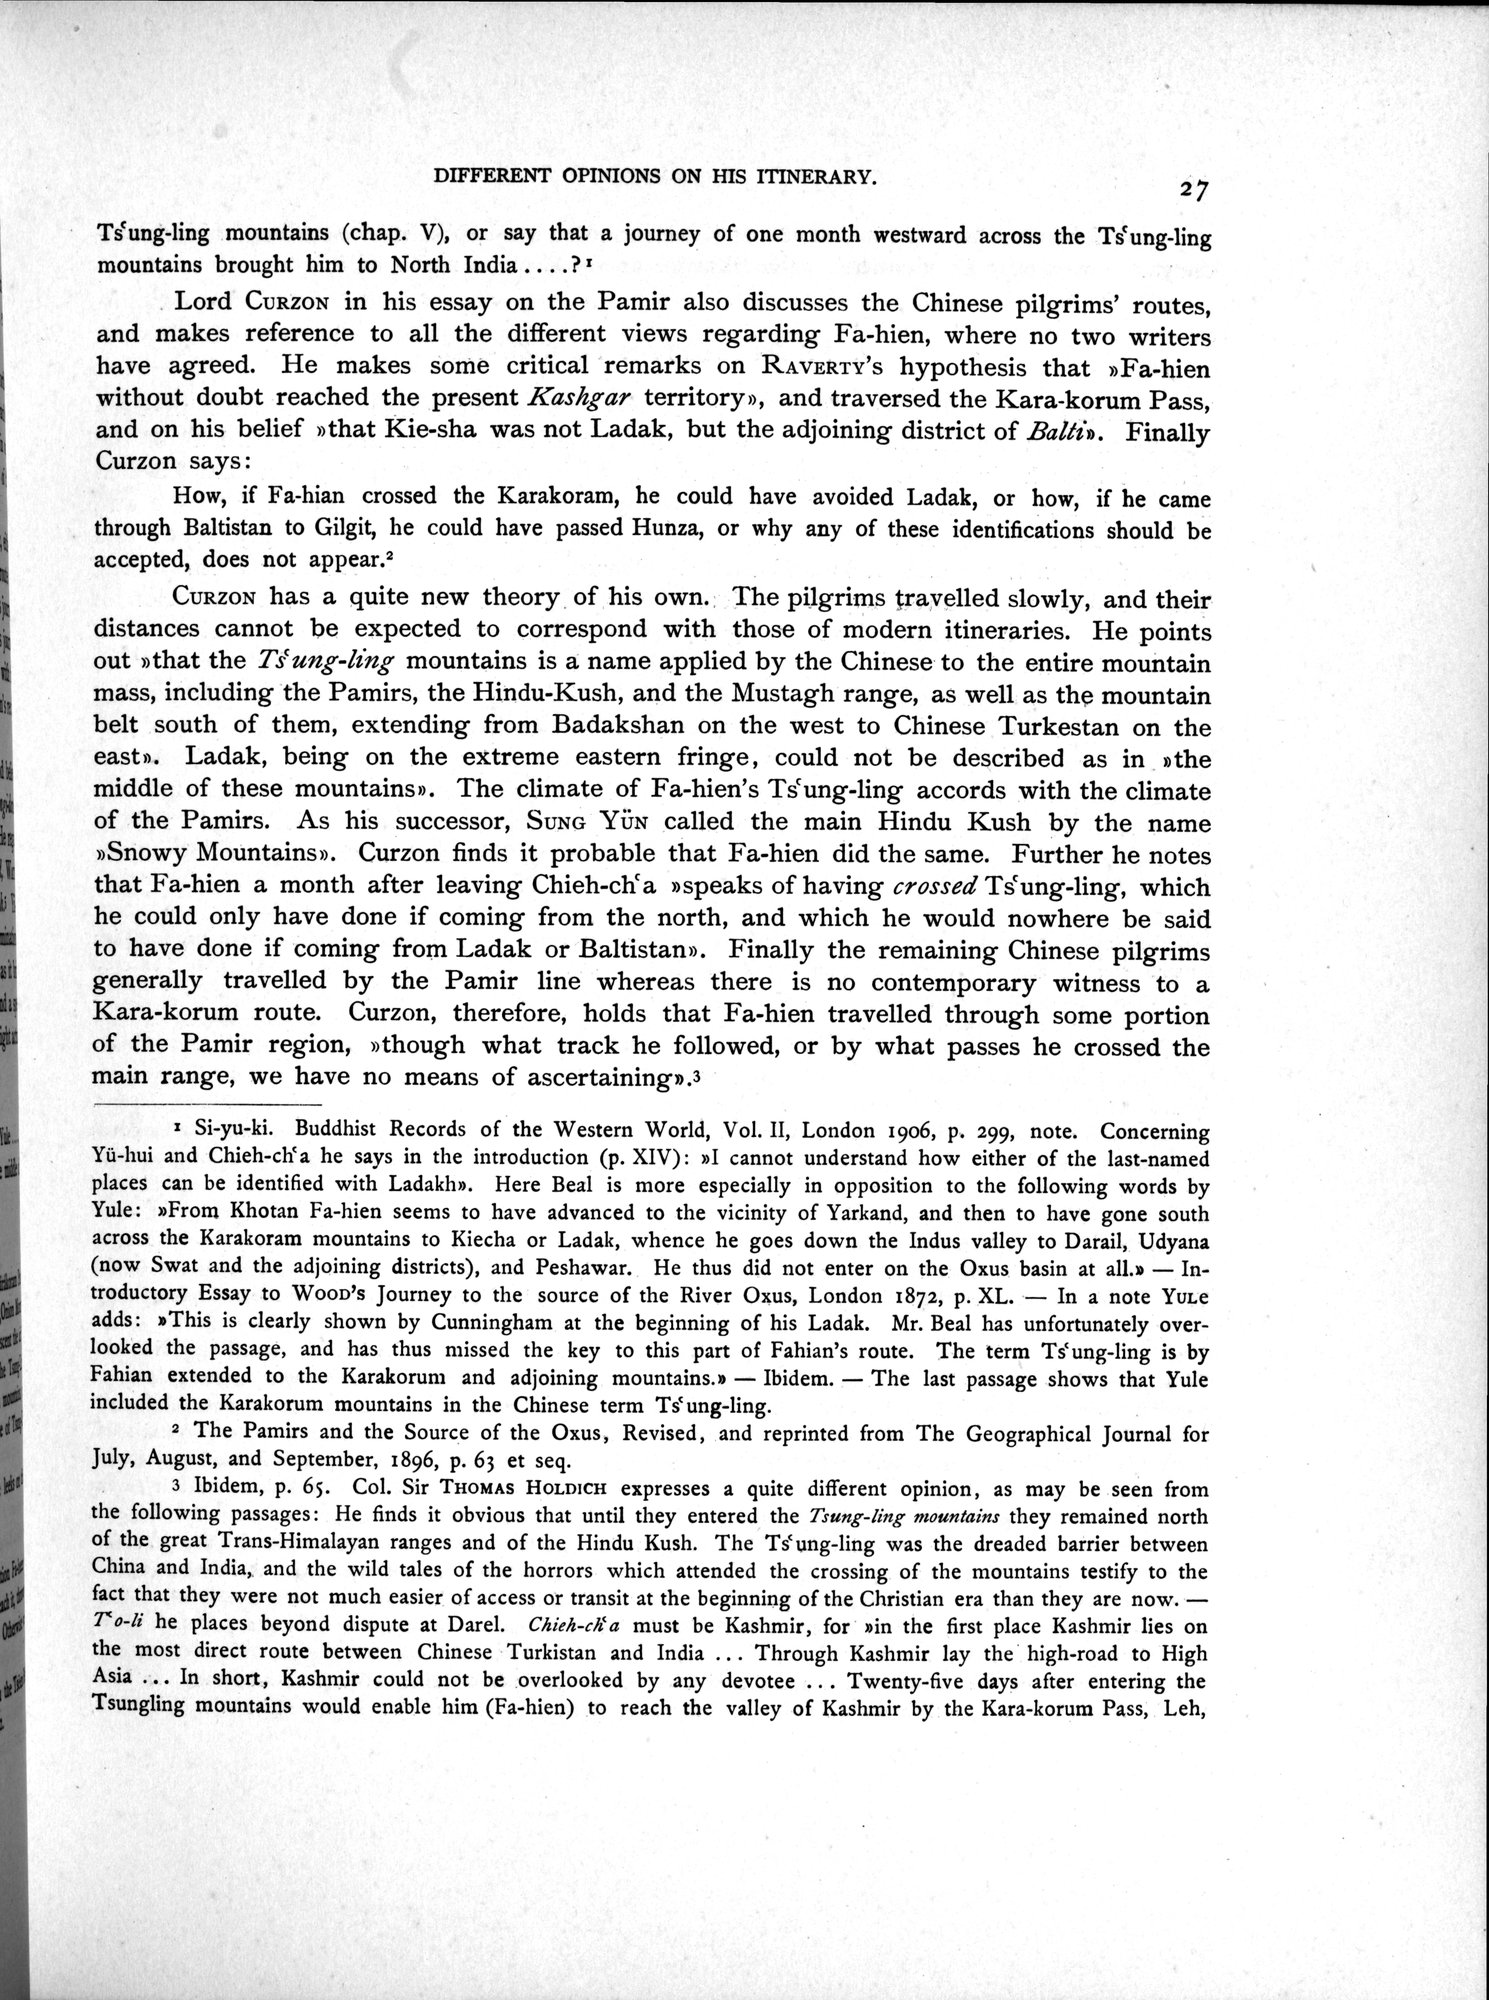 DIFFERENT OPINIONS ON HIS ITINERARY.
27
Tsʿung-ling mountains (chap. V), or say that a journey of one month westward across the Tsʿung-ling
mountains brought him to North India . . . .? ¹
Lord CURZON in his essay on the Pamir also discusses the Chinese pilgrims' routes,
and makes reference to all the different views regarding Fa-hien, where no two writers
have agreed. He makes some critical remarks on RAVERTY'S hypothesis that »Fa-hien
without doubt reached the present Kashgar territory», and traversed the Kara-korum Pass,
and on his belief »that Kie-sha was not Ladak, but the adjoining district of Balti». Finally
Curzon says:
How, if Fa-hian crossed the Karakoram, he could have avoided Ladak, or how, if he came
through Baltistan to Gilgit, he could have passed Hunza, or why any of these identifications should be
accepted, does not appear.²
CURZON has a quite new theory of his own. The pilgrims travelled slowly, and their
distances cannot be expected to correspond with those of modern itineraries. He points
out »that the Tsʿung-ling mountains is a name applied by the Chinese to the entire mountain
mass, including the Pamirs, the Hindu-Kush, and the Mustagh range, as well as the mountain
belt south of them, extending from Badakshan on the west to Chinese Turkestan on the
east». Ladak, being on the extreme eastern fringe, could not be described as in »the
middle of these mountains». The climate of Fa-hien's Tsʿung-ling accords with the climate
of the Pamirs. As his successor, SUNG YÜN called the main Hindu Kush by the name
»Snowy Mountains». Curzon finds it probable that Fa-hien did the same. Further he notes
that Fa-hien a month after leaving Chieh-chʿa »speaks of having crossed Tsʿung-ling, which
he could only have done if coming from the north, and which he would nowhere be said
to have done if coming from Ladak or Baltistan». Finally the remaining Chinese pilgrims
generally travelled by the Pamir line whereas there is no contemporary witness to a
Kara-korum route. Curzon, therefore, holds that Fa-hien travelled through some portion
of the Pamir region, »though what track he followed, or by what passes he crossed the
main range, we have no means of ascertaining».³
¹ Si-yu-ki. Buddhist Records of the Western World, Vol. II, London 1906, p. 299, note. Concerning
Yü-hui and Chieh-chʿa he says in the introduction (p. XIV): »I cannot understand how either of the last-named
places can be identified with Ladakh». Here Beal is more especially in opposition to the following words by
Yule: »From Khotan Fa-hien seems to have advanced to the vicinity of Yarkand, and then to have gone south
across the Karakoram mountains to Kiecha or Ladak, whence he goes down the Indus valley to Darail, Udyana
(now Swat and the adjoining districts), and Peshawar. He thus did not enter on the Oxus basin at all.» — In-
troductory Essay to WOOD'S Journey to the source of the River Oxus, London 1872, p. XL. — In a note YULE
adds: »This is clearly shown by Cunningham at the beginning of his Ladak. Mr. Beal has unfortunately over-
looked the passage, and has thus missed the key to this part of Fahian's route. The term Tsʿung-ling is by
Fahian extended to the Karakorum and adjoining mountains.» — Ibidem. — The last passage shows that Yule
included the Karakorum mountains in the Chinese term Tsʿung-ling.
² The Pamirs and the Source of the Oxus, Revised, and reprinted from The Geographical Journal for
July, August, and September, 1896, p. 63 et seq.
³ Ibidem, p. 65. Col. Sir THOMAS HOLDICH expresses a quite different opinion, as may be seen from
the following passages: He finds it obvious that until they entered the Tsung-ling mountains they remained north
of the great Trans-Himalayan ranges and of the Hindu Kush. The Tsʿung-ling was the dreaded barrier between
China and India, and the wild tales of the horrors which attended the crossing of the mountains testify to the
fact that they were not much easier of access or transit at the beginning of the Christian era than they are now. —
Tʿo-li he places beyond dispute at Darel. Chieh-chʿa must be Kashmir, for »in the first place Kashmir lies on
the most direct route between Chinese Turkistan and India ... Through Kashmir lay the high-road to High
Asia ... In short, Kashmir could not be overlooked by any devotee ... Twenty-five days after entering the
Tsungling mountains would enable him (Fa-hien) to reach the valley of Kashmir by the Kara-korum Pass, Leh,